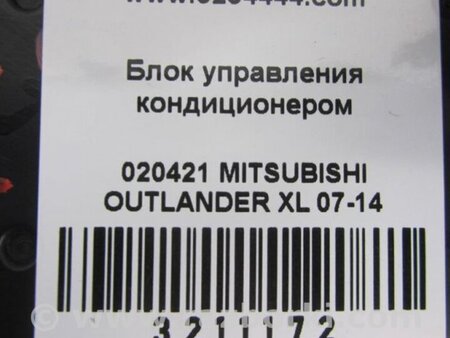 Блок управления
кондиционером
020421 MITSUBISHI
OUTLANDER XL 07-14
3211172